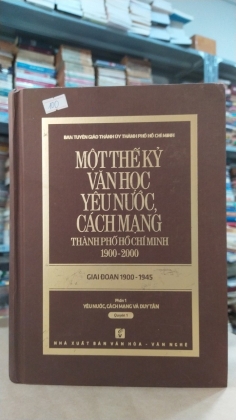 BAN TUYÊN GIÁO THÀNH ỦY THÀNH PHỐ HỒ CHÍ MINH
MỘT THẾ KỶ
VĂN HỌC
YÊU NƯỚC,
CÁCH MẠNG
THÀNH PHỐ HỒ CHÍ MINH
1900-2000
GIAI ĐOẠN 1900 - 1945
Phần 1
YÊU NƯỚC, CÁCH MẠNG VÀ DUY TÂM
Quyển 1
NHÀ XUẤT BẢN VĂN HÓA - VĂN NGHỆ